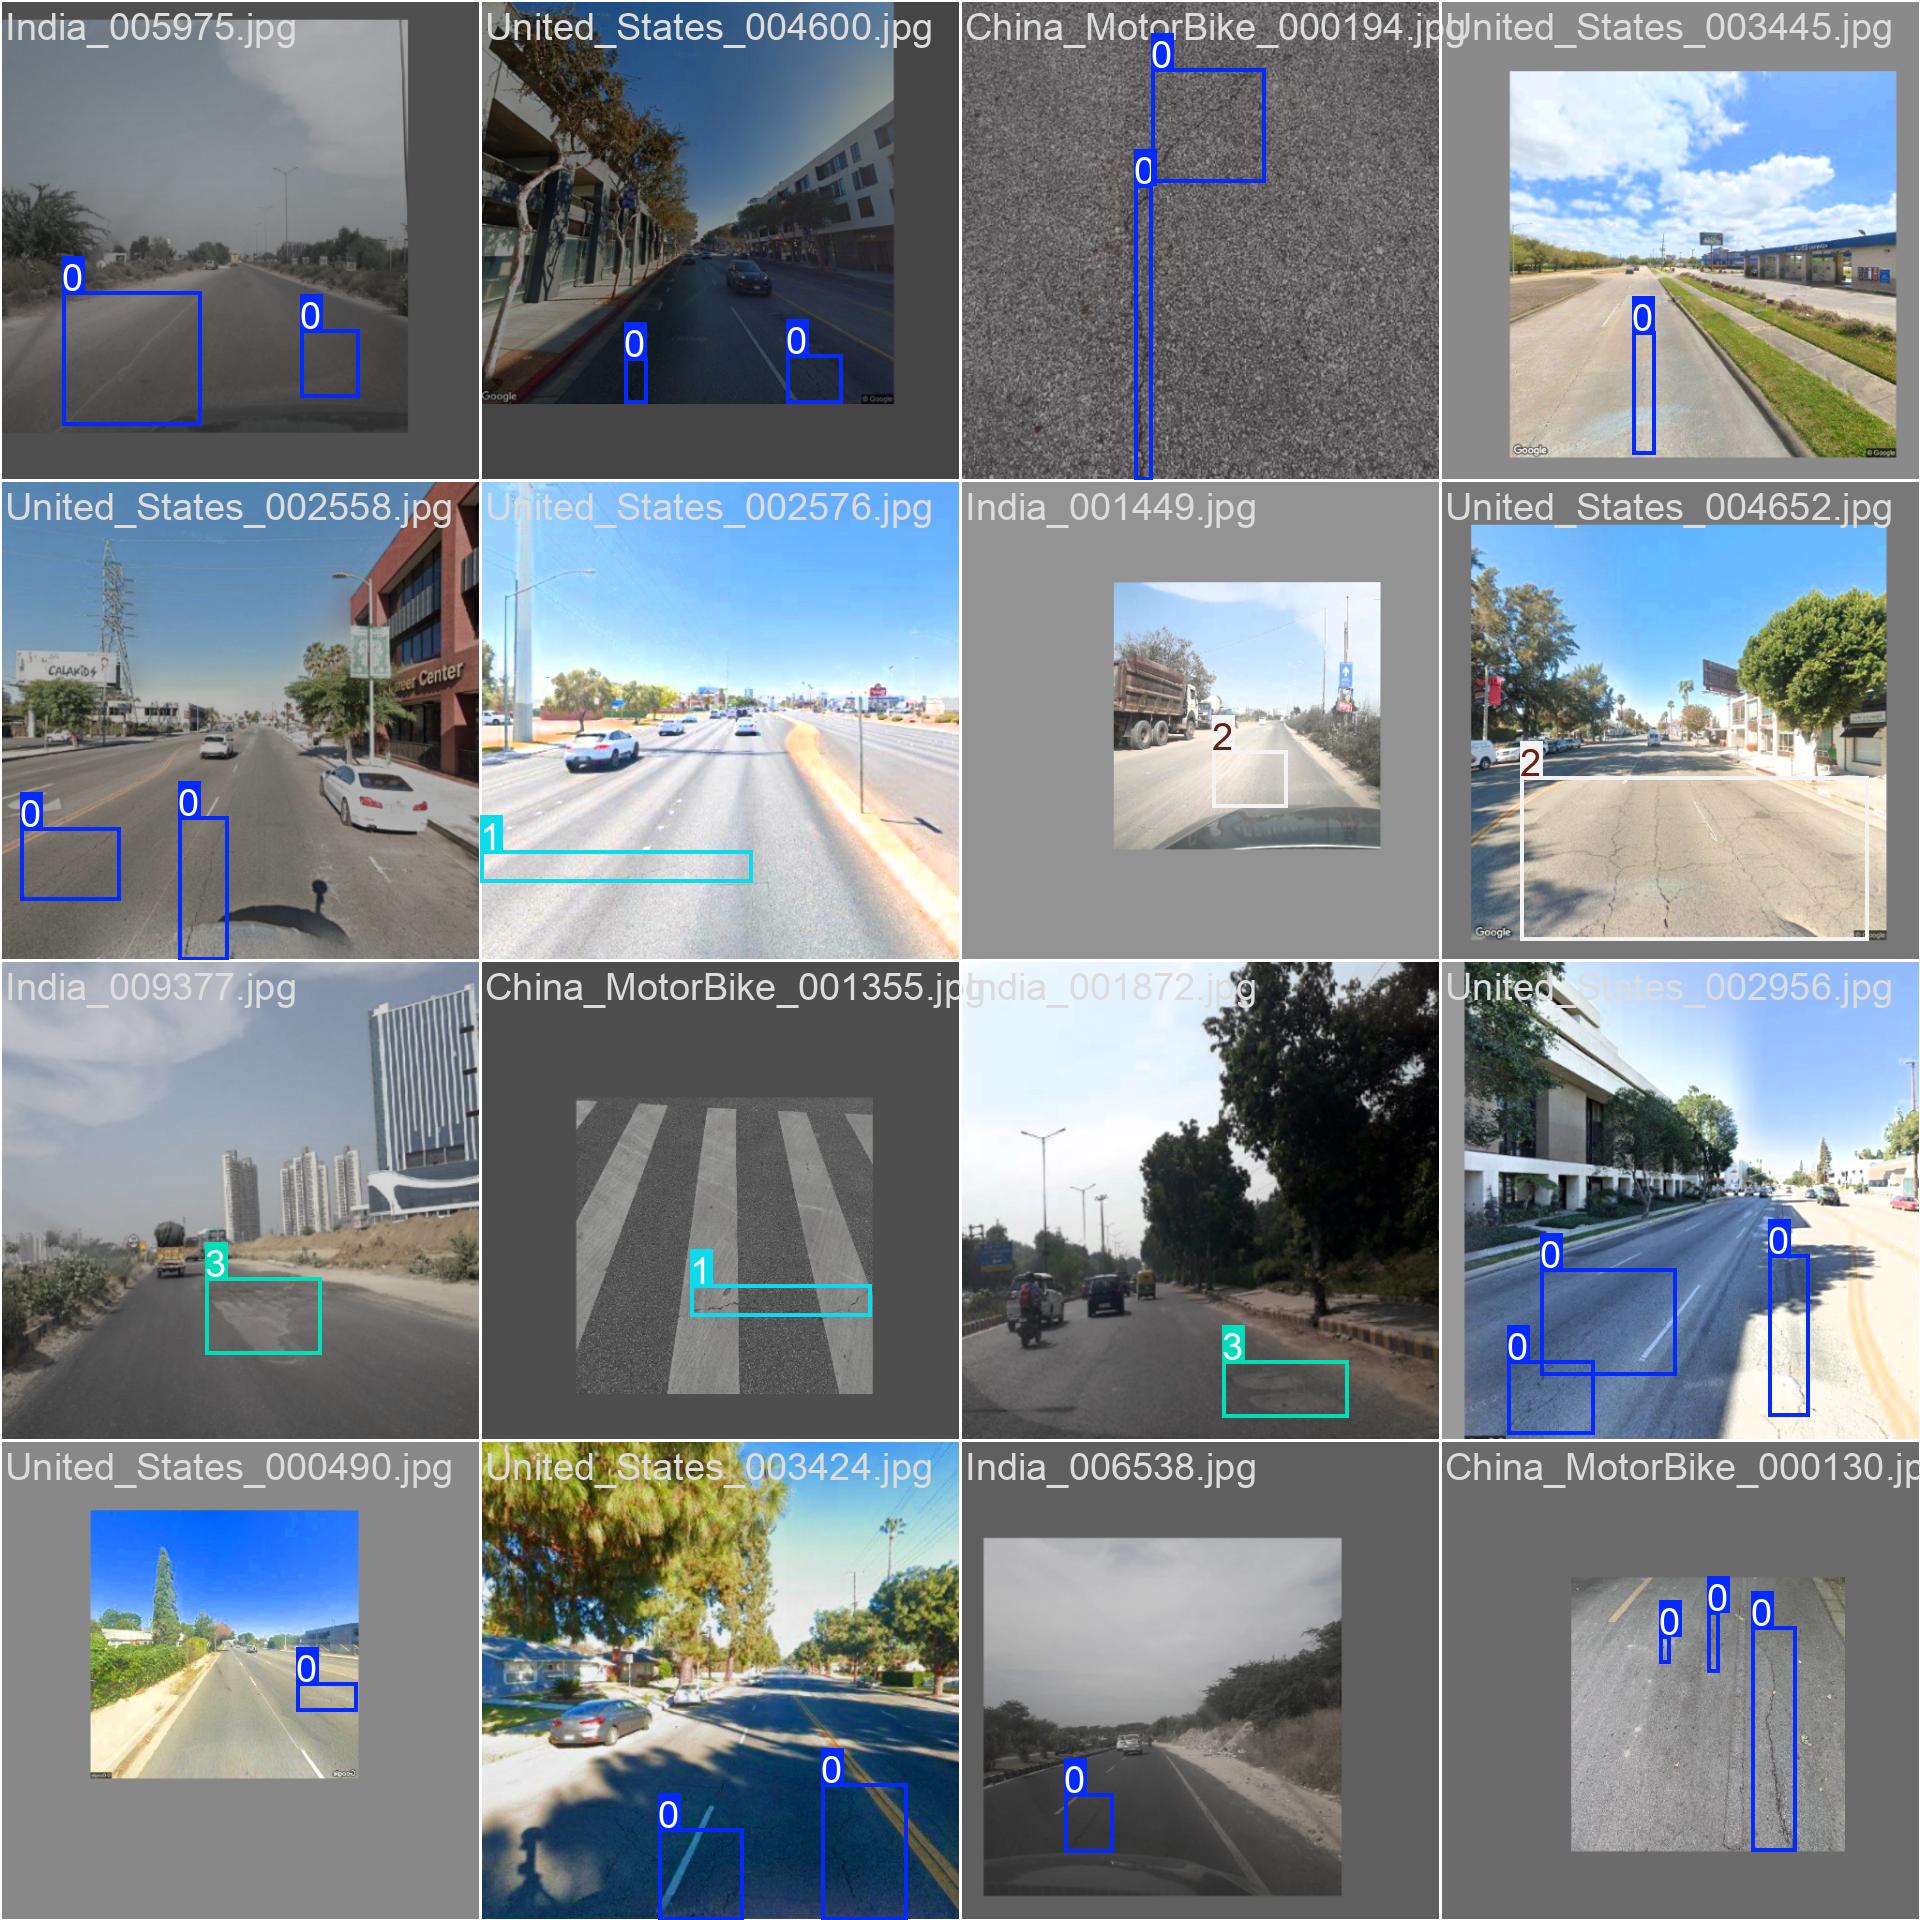 India_005975.jpg
United_States_004600.jpg
China_MotorBike_000194.jpg
United_States_003445.jpg
0
0
0
0
0
0
0
Google
© Google
Google
© Google
United_States_002558.jpg
United_States_002576.jpg
India_001449.jpg
United_States_004652.jpg
CALAKiDS
Career Center
0
0
1
2
2
Google
India_009377.jpg
China_MotorBike_001355.jpg
India_001872.jpg
United_States_002956.jpg
3
1
3
0
0
0
United_States_000490.jpg
United_States_003424.jpg
India_006538.jpg
China_MotorBike_000130.jp
0
0
0
0
0
0
0